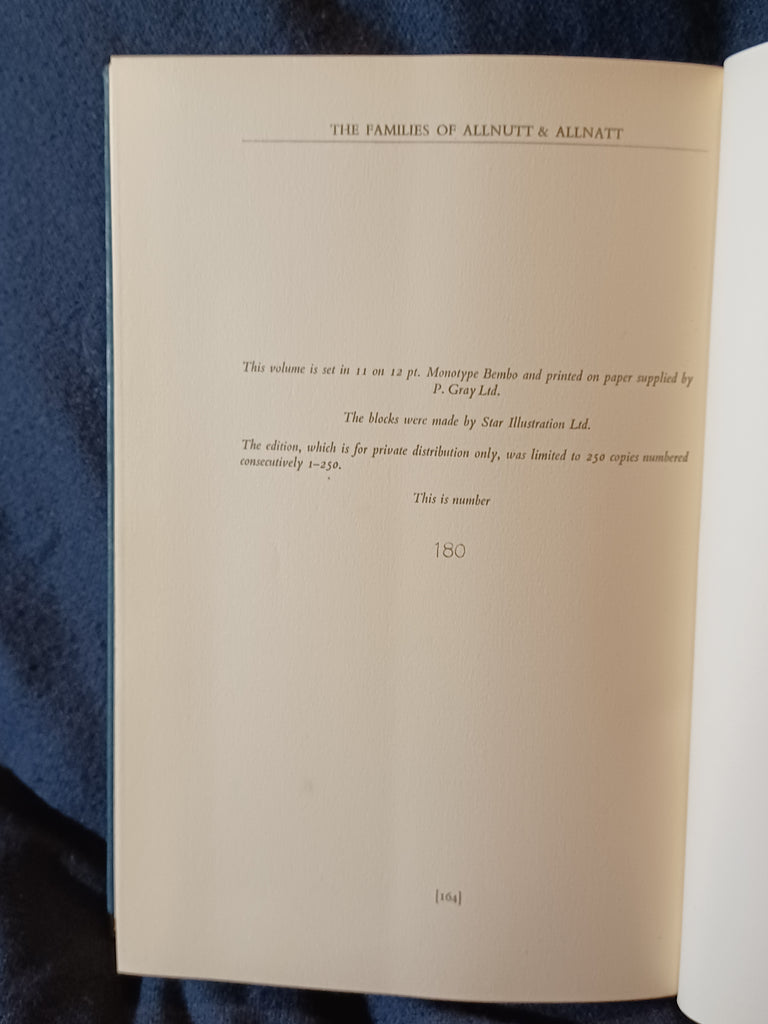 THE FAMILIES OF ALLNUTT & ALLNATT
This volume is set in 11 on 12 pt. Monotype Bembo and printed on paper supplied by
P. Gray Ltd.
The blocks were made by Star Illustration Ltd.
The edition, which is for private distribution only, was limited to 250 copies numbered
consecutively 1–250.
This is number
180
[164]